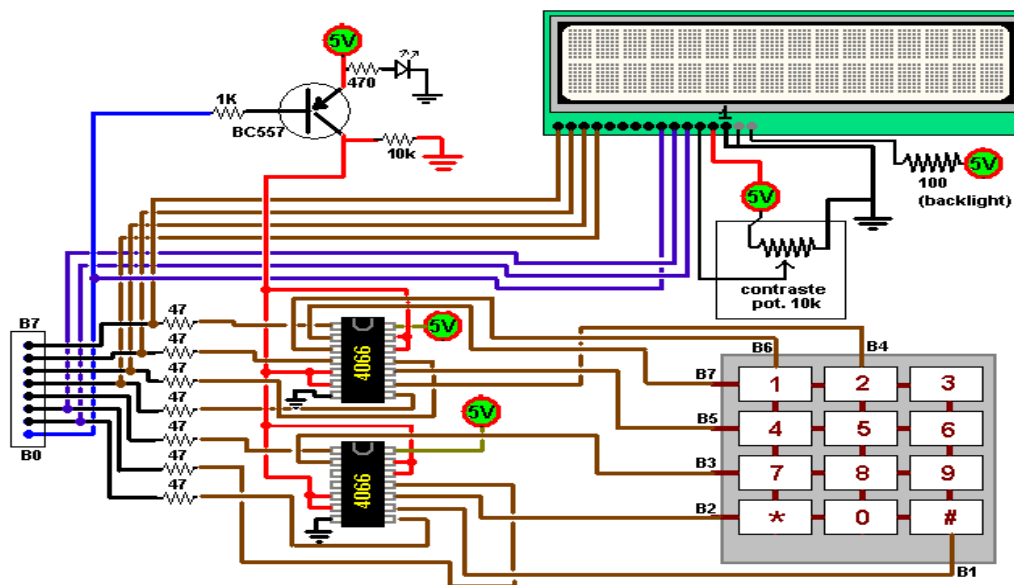 5V
470
1K
BC557
10k
1
100
(backlight)
5V
5V
contraste
pot. 10k
B7
B0
47
47
47
47
47
47
47
4066
5V
4066
5V
B6
B4
B7
B5
B3
B2
B1
1 2 3
4 5 6
7 8 9
* 0 #